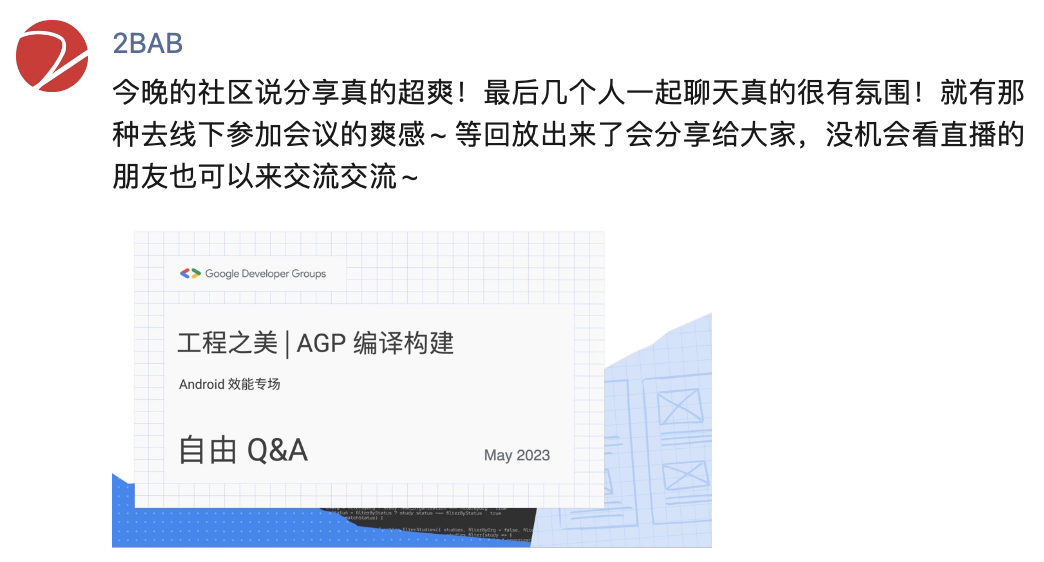 2BAB
今晚的社区说分享真的超爽！最后几个人一起聊天真的很有氛围！就有那
种去线下参加会议的爽感～等回放出来了会分享给大家，没机会看直播的
朋友也可以来交流交流～
Google Developer Groups
工程之美 | AGP 编译构建
Android 效能专场
自由 Q&A
May 2023